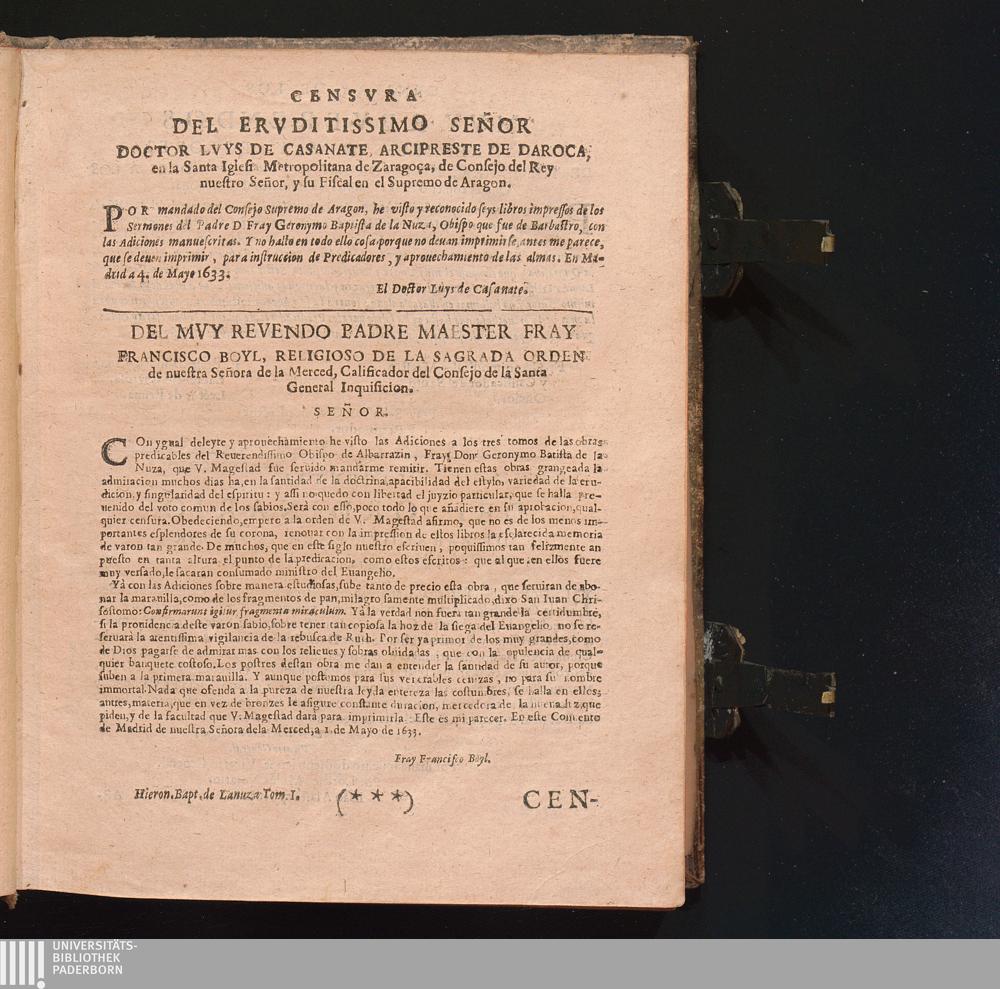 CENSVRA
DEL ERVDITISSIMO SEÑOR
DOCTOR LVYS DE CASANATE, ARCIPRESTE DE DAROCA,
en la Santa Iglesi Metropolitana de Zaragoça, de Consejo del Rey
nuestro Señor, y su Fiscal en el Supremo de Aragon.
POR mandado del Consejo Supremo de Aragon, he visto y reconocido seys libros impressos de los
Sermones del Padre D Fray Geronymo Baptista de la Nuza, Obispo que fue de Barbastro, con
las Adiciones manuescritas. Y no hallo en todo ello cosa porque no deuan imprimirse, antes me parece,
que se deuen imprimir, para instruccion de Predicadores, y aprouechamiento de las almas. En Ma-
drid a 4. de Mayo 1633.
El Doctor Luys de Casanate.
DEL MVY REVENDO PADRE MAESTER FRAY
FRANCISCO BOYL, RELIGIOSO DE LA SAGRADA ORDEN
de nuestra Señora de la Merced, Calificador del Consejo de la Santa
General Inquisicion.
SEÑOR.
COn ygual deleyte y aprouechamiento he visto las Adiciones a los tres tomos de las obras
predicables del Reuerendissimo Obispo de Albarrazin, Fray Don Geronymo Batista de la
Nuza, que V. Magestad fue seruido mandarme remitir. Tienen estas obras grangeada la
admiracion muchos dias ha, en la santidad de la doctrina, apacibilidad del estylo, variedad de la eru-
dicion, y singularidad del espiritu: y assi no quedo con libertad el juyzio particular, que se halla pre-
uenido del voto comun de los sabios. Serà con esso, poco todo lo que añadiere en su aprobacion, qual-
quier censura. Obedeciendo, empero a la orden de V. Magestad afirmo, que no es de los menos im-
portantes esplendores de su corona, renouar con la impression de estos libros la esclarecida memoria
de varon tan grande. De muchos, que en este siglo nuestro escriuen, poquissimos tan felizmente an
puesto en tanta altura el punto de la predicacion, como estos escritos: que al que en ellos fuere
muy versado, le sacaran consumado ministro del Euangelio.
Yà con las Adiciones sobre manera estudiosas, sube tanto de precio esta obra, que seruiran de abo-
nar la marauilla, como de los fragmentos de pan, milagro samente multiplicado, dixo San Iuan Chri-
sostomo: Confirmarunt igitur fragmenta miraculum. Yà la verdad non fuera tan grande la certidumbre,
si la prouidencia deste varon sabio, sobre tener tan copiosa la hoz de la siega del Euangelio, no se re-
seruarà la atentissima vigilancia de la rebusca de Ruth. Por ser ya primor de los muy grandes, como
de Dios pagarse de admirar mas con los relieues y sobras oluidadas, que con la opulencia de qual-
quier banquete costoso. Los postres destan obra me dan a entender la santidad de su autor, porque
suben a la primera marauilla. Y aunque postumos para sus venerables cenizas, no para su nombre
immortal. Nada que ofenda a la pureza de nuestra ley, la entereza las costumbres, se halla en ellos;
antres, materia, que en vez de bronzes le asigure constante duracion, mercedora de la buena luz, que
piden, y de la facultad que V. Magestad darà para imprimirla. Este es mi parecer. En este Conuento
de Madrid de nuestra Señora de la Merced, a 1. de Mayo de 1633.
Fray Francisco Boyl.
Hieron. Bapt. de Lanuza Tom. I. (***) CEN-
UNIVERSITÄTS-
BIBLIOTHEK
PADERBORN